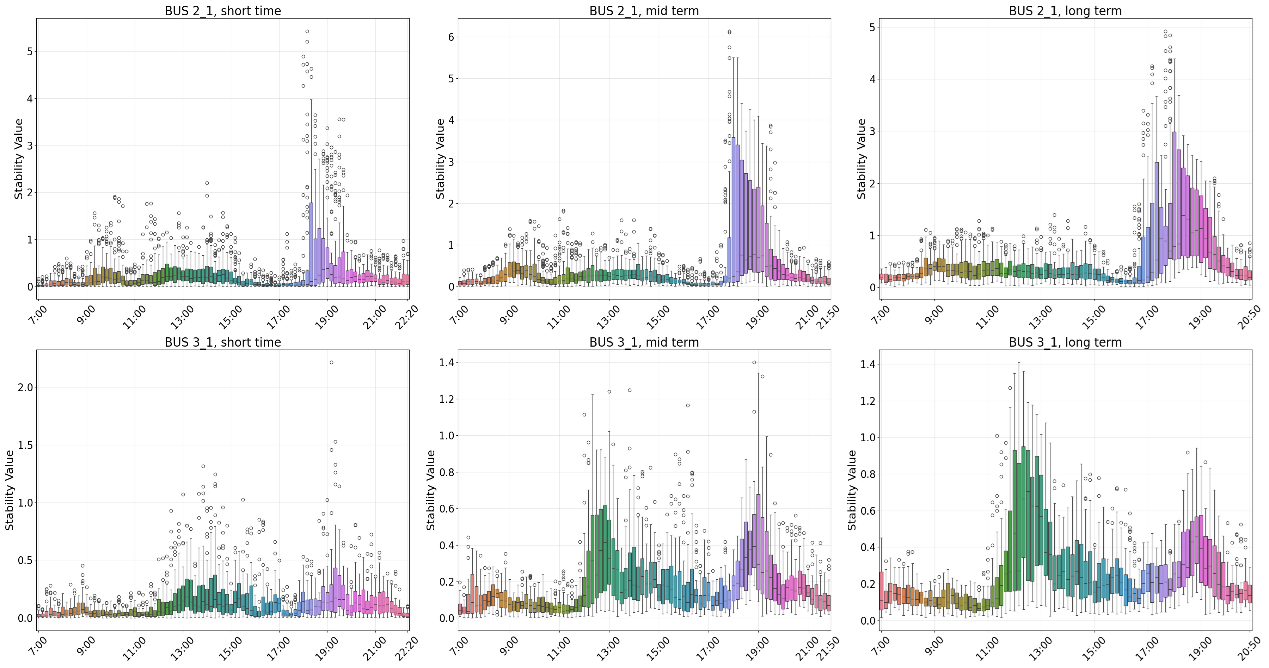 BUS 2_1, short time
Stability Value
5
4
3
2
1
0
7:00 9:00 11:00 13:00 15:00 17:00 19:00 21:00 22:20
BUS 2_1, mid term
Stability Value
6
5
4
3
2
1
0
7:00 9:00 11:00 13:00 15:00 17:00 19:00 21:00 21:50
BUS 2_1, long term
Stability Value
5
4
3
2
1
0
7:00 9:00 11:00 13:00 15:00 17:00 19:00 20:50
BUS 3_1, short time
Stability Value
2.0
1.5
1.0
0.5
0.0
7:00 9:00 11:00 13:00 15:00 17:00 19:00 21:00 22:20
BUS 3_1, mid term
Stability Value
1.4
1.2
1.0
0.8
0.6
0.4
0.2
0.0
7:00 9:00 11:00 13:00 15:00 17:00 19:00 21:00 21:50
BUS 3_1, long term
Stability Value
1.4
1.2
1.0
0.8
0.6
0.4
0.2
0.0
7:00 9:00 11:00 13:00 15:00 17:00 19:00 20:50